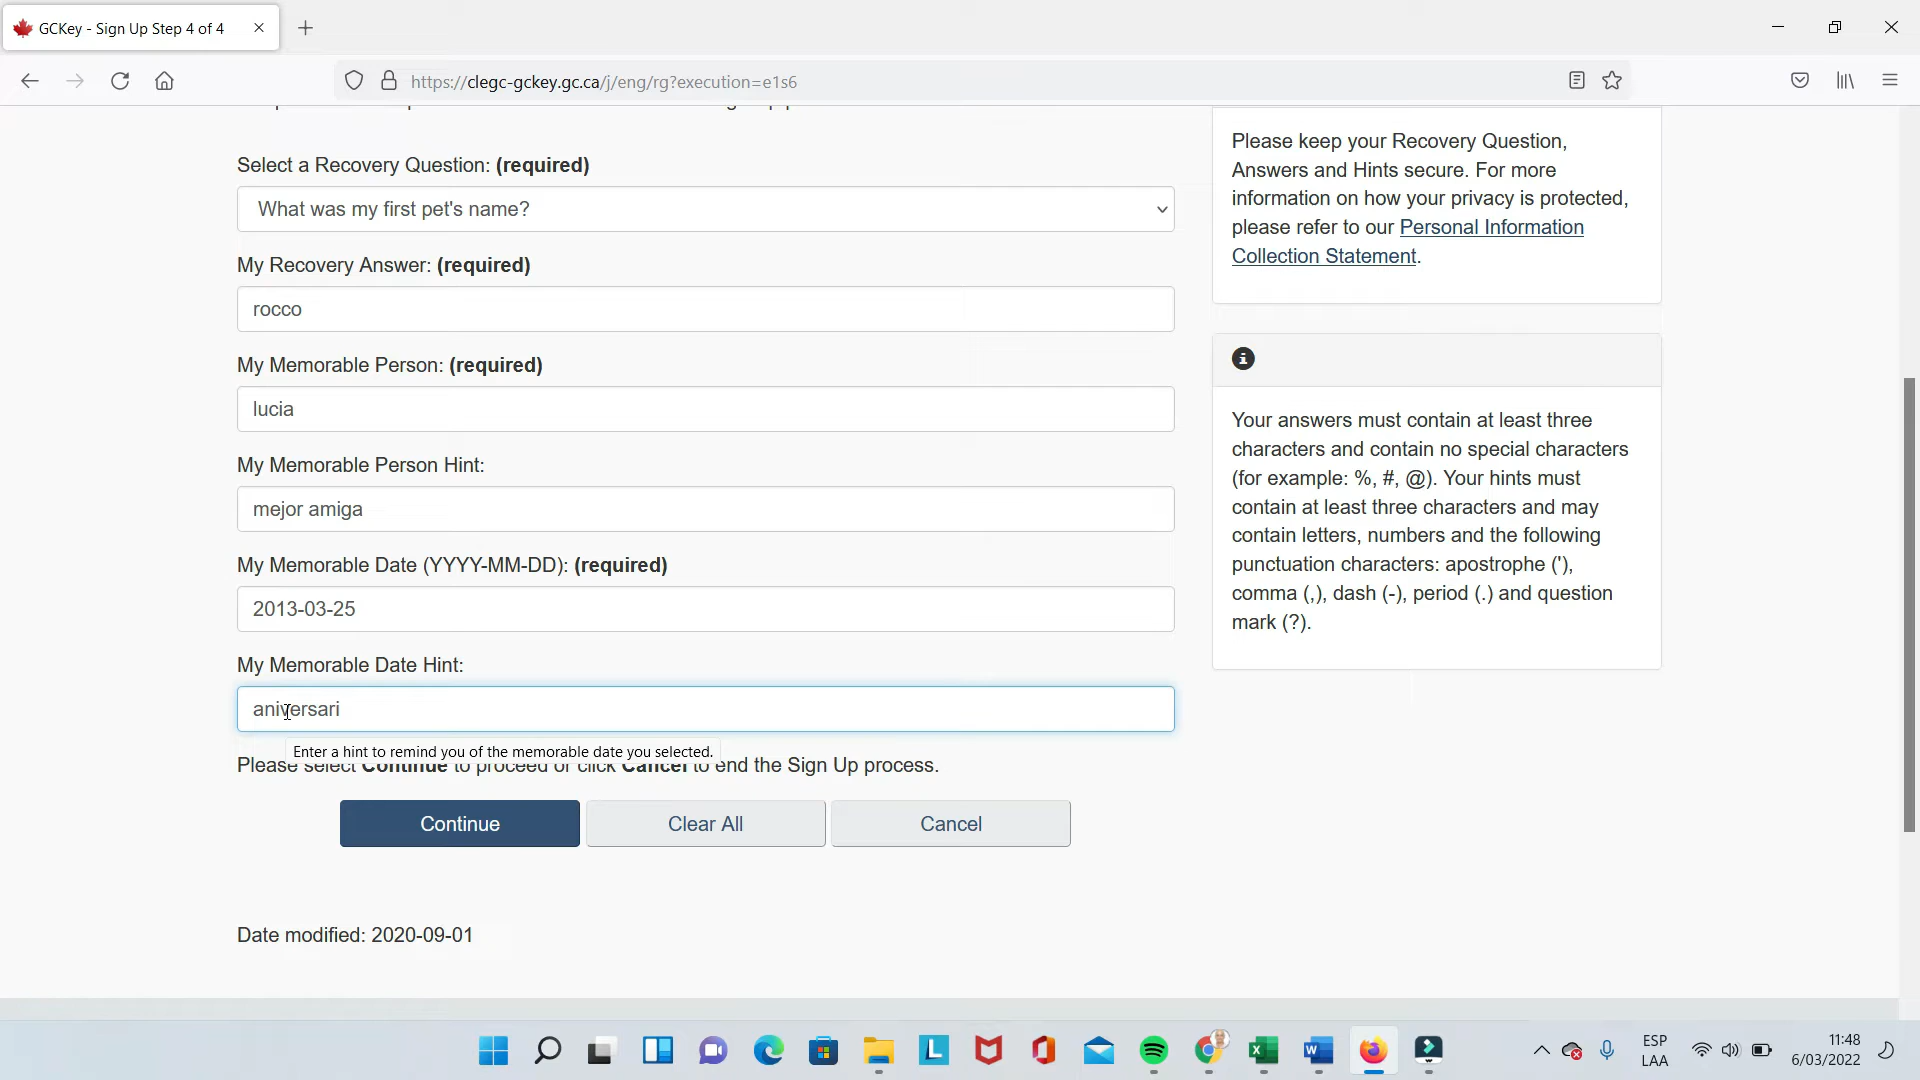 GCKey - Sign Up Step 4 of 4
https://clegc-gckey.gc.ca/j/eng/rg?execution=e1s6
Select a Recovery Question: (required)
What was my first pet's name?
My Recovery Answer: (required)
rocco
My Memorable Person: (required)
lucia
My Memorable Person Hint:
mejor amiga
My Memorable Date (YYYY-MM-DD): (required)
2013-03-25
My Memorable Date Hint:
aniversari
Enter a hint to remind you of the memorable date you selected.
Please select Continue to proceed or click Cancel to end the Sign Up process.
Continue
Clear All
Cancel
Date modified: 2020-09-01
Please keep your Recovery Question,
Answers and Hints secure. For more
information on how your privacy is protected,
please refer to our Personal Information
Collection Statement.
Your answers must contain at least three
characters and contain no special characters
(for example: %, #, @). Your hints must
contain at least three characters and may
contain letters, numbers and the following
punctuation characters: apostrophe ('),
comma (,), dash (-), period (.) and question
mark (?).
ESP
LAA
11:48
6/03/2022